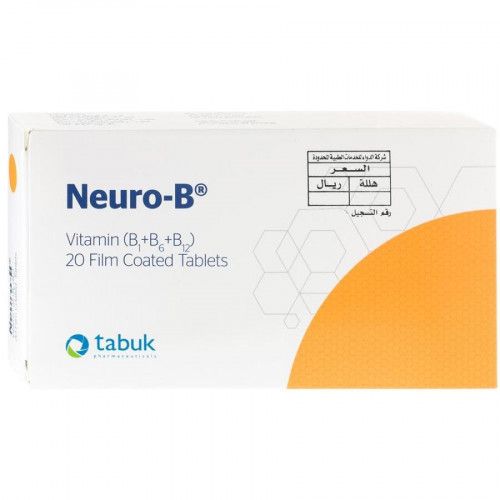 Neuro-B®
Vitamin (B₁+B₆+B₁₂)
20 Film Coated Tablets
tabuk
pharmaceuticals
شركة الدواء للخدمات الطبية المحدودة
السعر
هللة ريال
رقم التسجيل
Neuro-B®